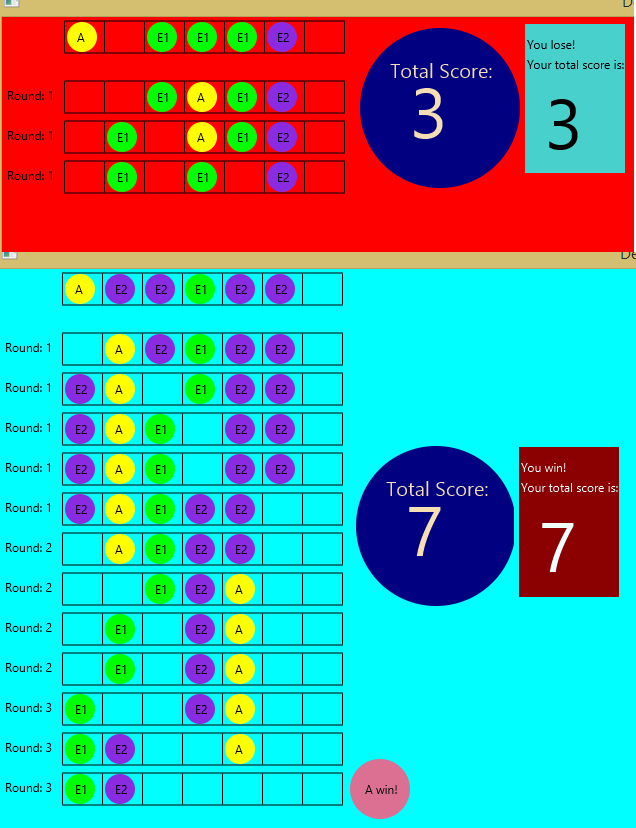 D
A E1 E1 E1 E2
Round: 1 E1 A E1 E2
Round: 1 E1 A E1 E2
Round: 1 E1 E1 E2
Total Score:
3
You lose!
Your total score is:
3
De
A E2 E2 E1 E2 E2
Round: 1 A E2 E1 E2 E2
Round: 1 E2 A E1 E2 E2
Round: 1 E2 A E1 E2 E2
Round: 1 E2 A E1 E2 E2
Round: 1 E2 A E1 E2 E2
Round: 2 A E1 E2 E2
Round: 2 E1 E2 A
Round: 2 E1 E2 A
Round: 2 E1 E2 A
Round: 3 E1 E2 A
Round: 3 E1 E2 A
Round: 3 E1 E2
A win!
Total Score:
7
You win!
Your total score is:
7